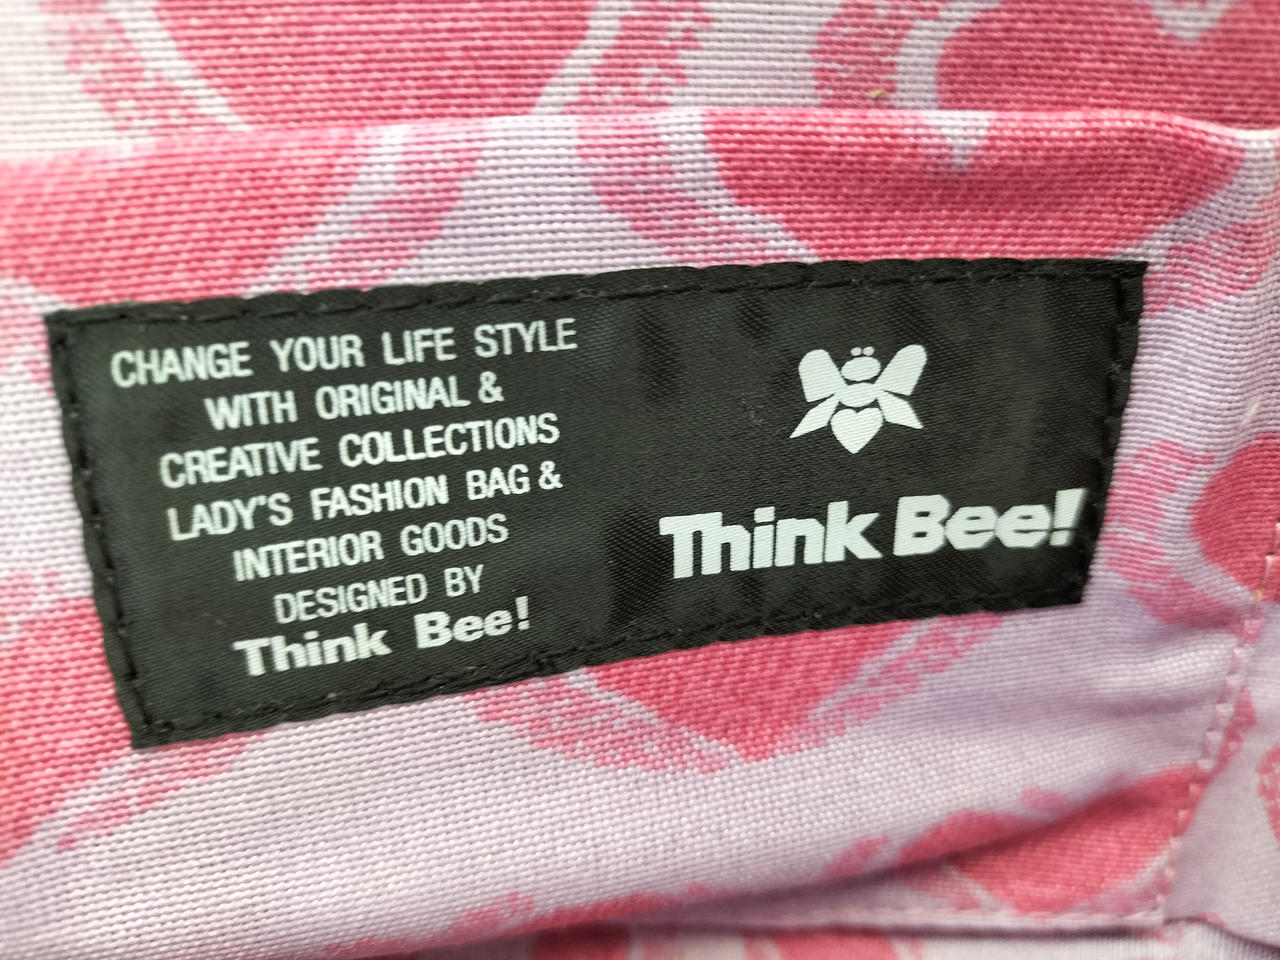 CHANGE YOUR LIFE STYLE
WITH ORIGINAL &
CREATIVE COLLECTIONS
LADY'S FASHION BAG &
INTERIOR GOODS
DESIGNED BY
Think Bee!
Think Bee!